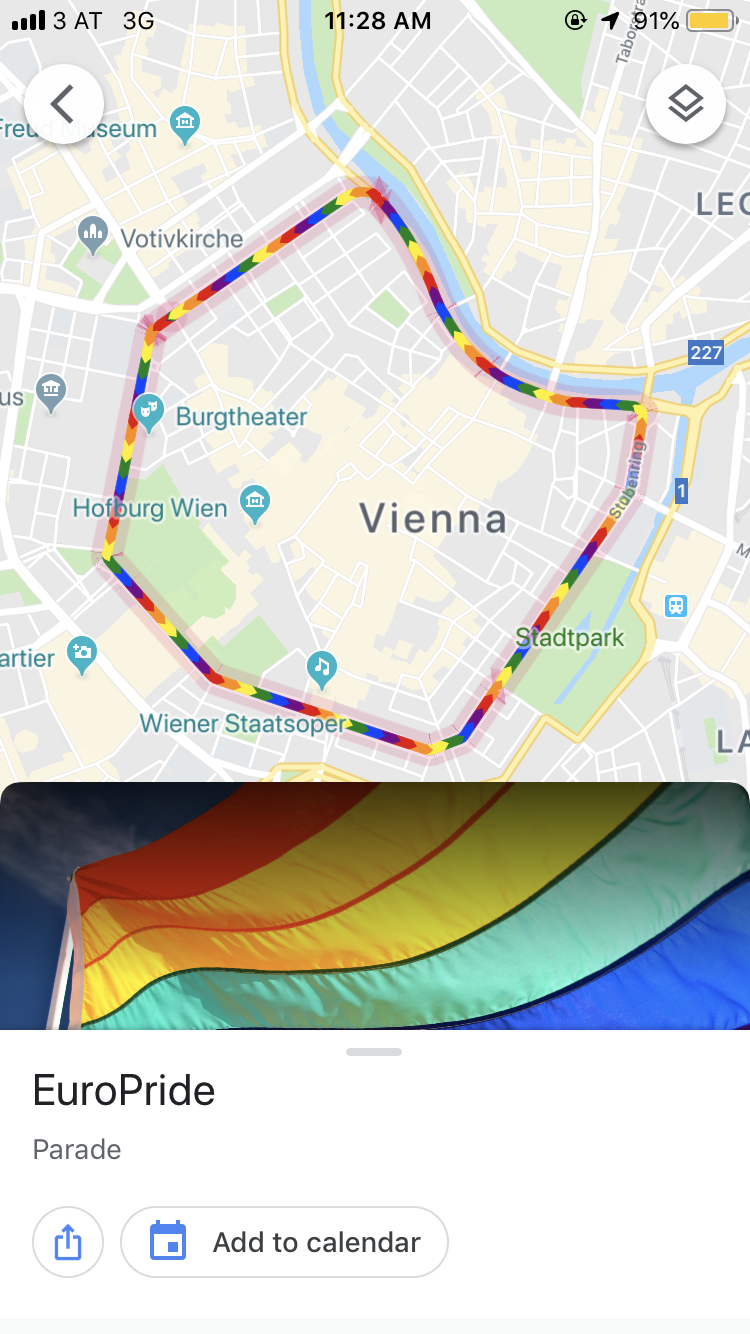 3 AT 3G 11:28 AM 91%
Taborstra
Freud Museum
LEO
Votivkirche
227
us
Burgtheater
1
Stubenring
Hofburg Wien
Vienna
M
Stadtpark
artier
Wiener Staatsoper
LA
EuroPride
Parade
Add to calendar